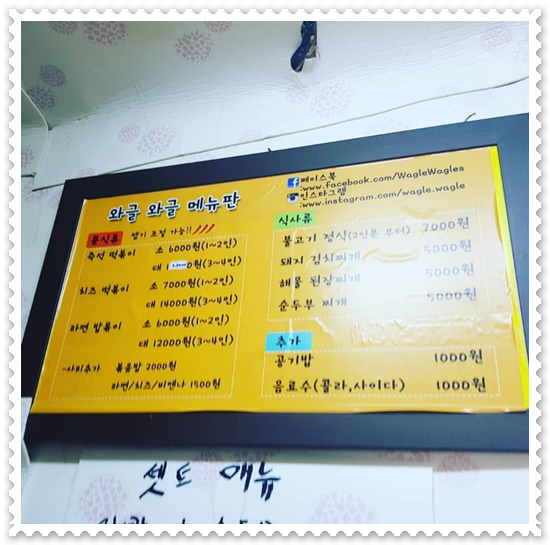 와글 와글 메뉴판
분식류 맵기 조절 가능!!
즉석 떡볶이 소 6000원(1~2인)
대 원(3~4인)
치즈 떡볶이 소 7000원(1~2인)
대 14000원(3~4인)
라면 밥볶이 소 6000원(1~2인)
대 12000원(3~4인)
-사리추가 볶음밥 2000원
라면/치즈/비엔나 1500원
페이스북
:www.facebook.com/WagleWagles
인스타그램
:www.instagram.com/wagle.wagle
식사류
불고기 정식(2인분 부터) 7000원
돼지 김치찌개 5000원
해물 된장찌개 5000원
순두부 찌개 5000원
추가
공기밥 1000원
음료수(콜라,사이다) 1000원
셋트 메뉴